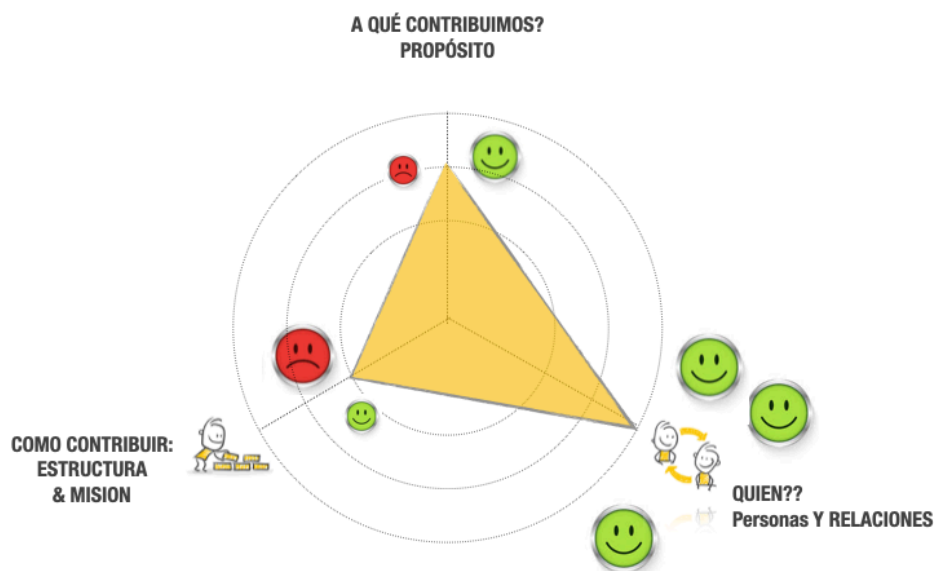 A QUÉ CONTRIBUIMOS?
PROPÓSITO
COMO CONTRIBUIR:
ESTRUCTURA
& MISION
QUIEN??
Personas Y RELACIONES